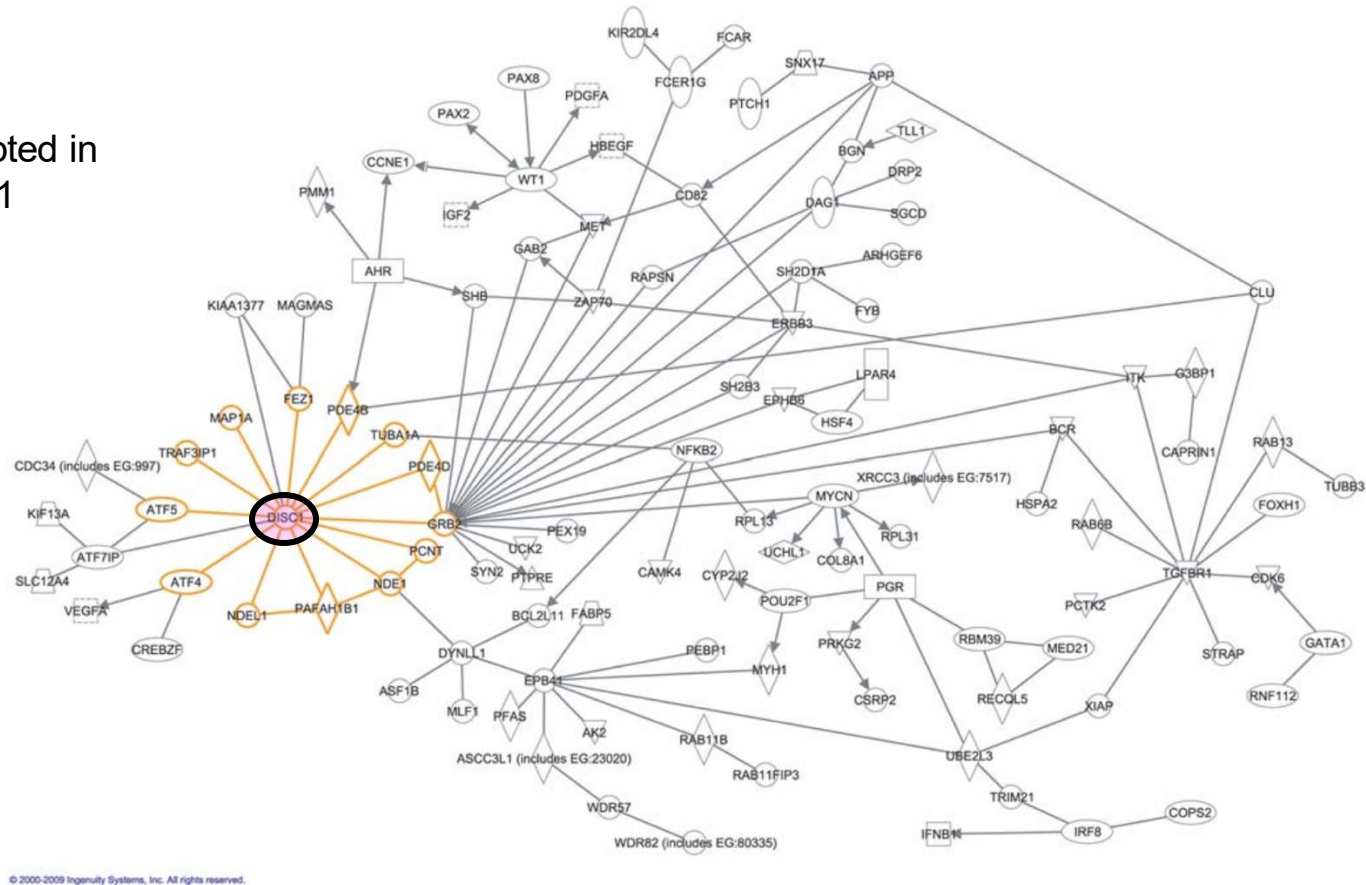 KIR2DL4
FCAR
SNX17
APP
PAX8
FCER1G
PDGFA
PTCH1
PAX2
TLL1
oted in
HBEGF
BGN
CCNE1
1
WT1
DRP2
PMM1
CD82
DAG1
IGF2
SGCD
MET
GAB2
ARHGEF6
AHR
RAPSN
SH2D1A
SHB
ZAP70
CLU
KIAA1377
MAGMAS
FYB
ERBB3
LPAR4
ITK
G3BP1
SH2B3
FEZ1
EPHB6
PDE4B
MAP1A
HSF4
TUBA1A
BCR
RAB13
NFKB2
CAPRIN1
TRAF3IP1
CDC34 (includes EG:997)
PDE4D
XRCC3 (includes EG:7517)
TUBB3
MYCN
HSPA2
FOXH1
ATF5
KIF13A
DISC1
GRB2
PEX19
RPL13
RPL31
RAB6B
UCK2
UCHL1
COL8A1
PCNT
ATF7IP
SYN2
PTPRE
CAMK4
CYP2J2
TGFBR1
CDK6
SLC12A4
ATF4
NDE1
PGR
POU2F1
VEGFA
NDEL1
PAFAH1B1
BCL2L11
FABP5
PCTK2
PRKG2
RBM39
MED21
GATA1
CREBZF
DYNLL1
PEBP1
STRAP
MYH1
EPB41
ASF1B
RNF112
CSRP2
RECQL5
XIAP
MLF1
PFAS
AK2
RAB11B
ASCC3L1 (includes EG:23020)
UBE2L3
RAB11FIP3
TRIM21
WDR57
COPS2
IFNB1
IRF8
WDR82 (includes EG:80335)
© 2000-2009 Ingenuity Systems, Inc. All rights reserved.